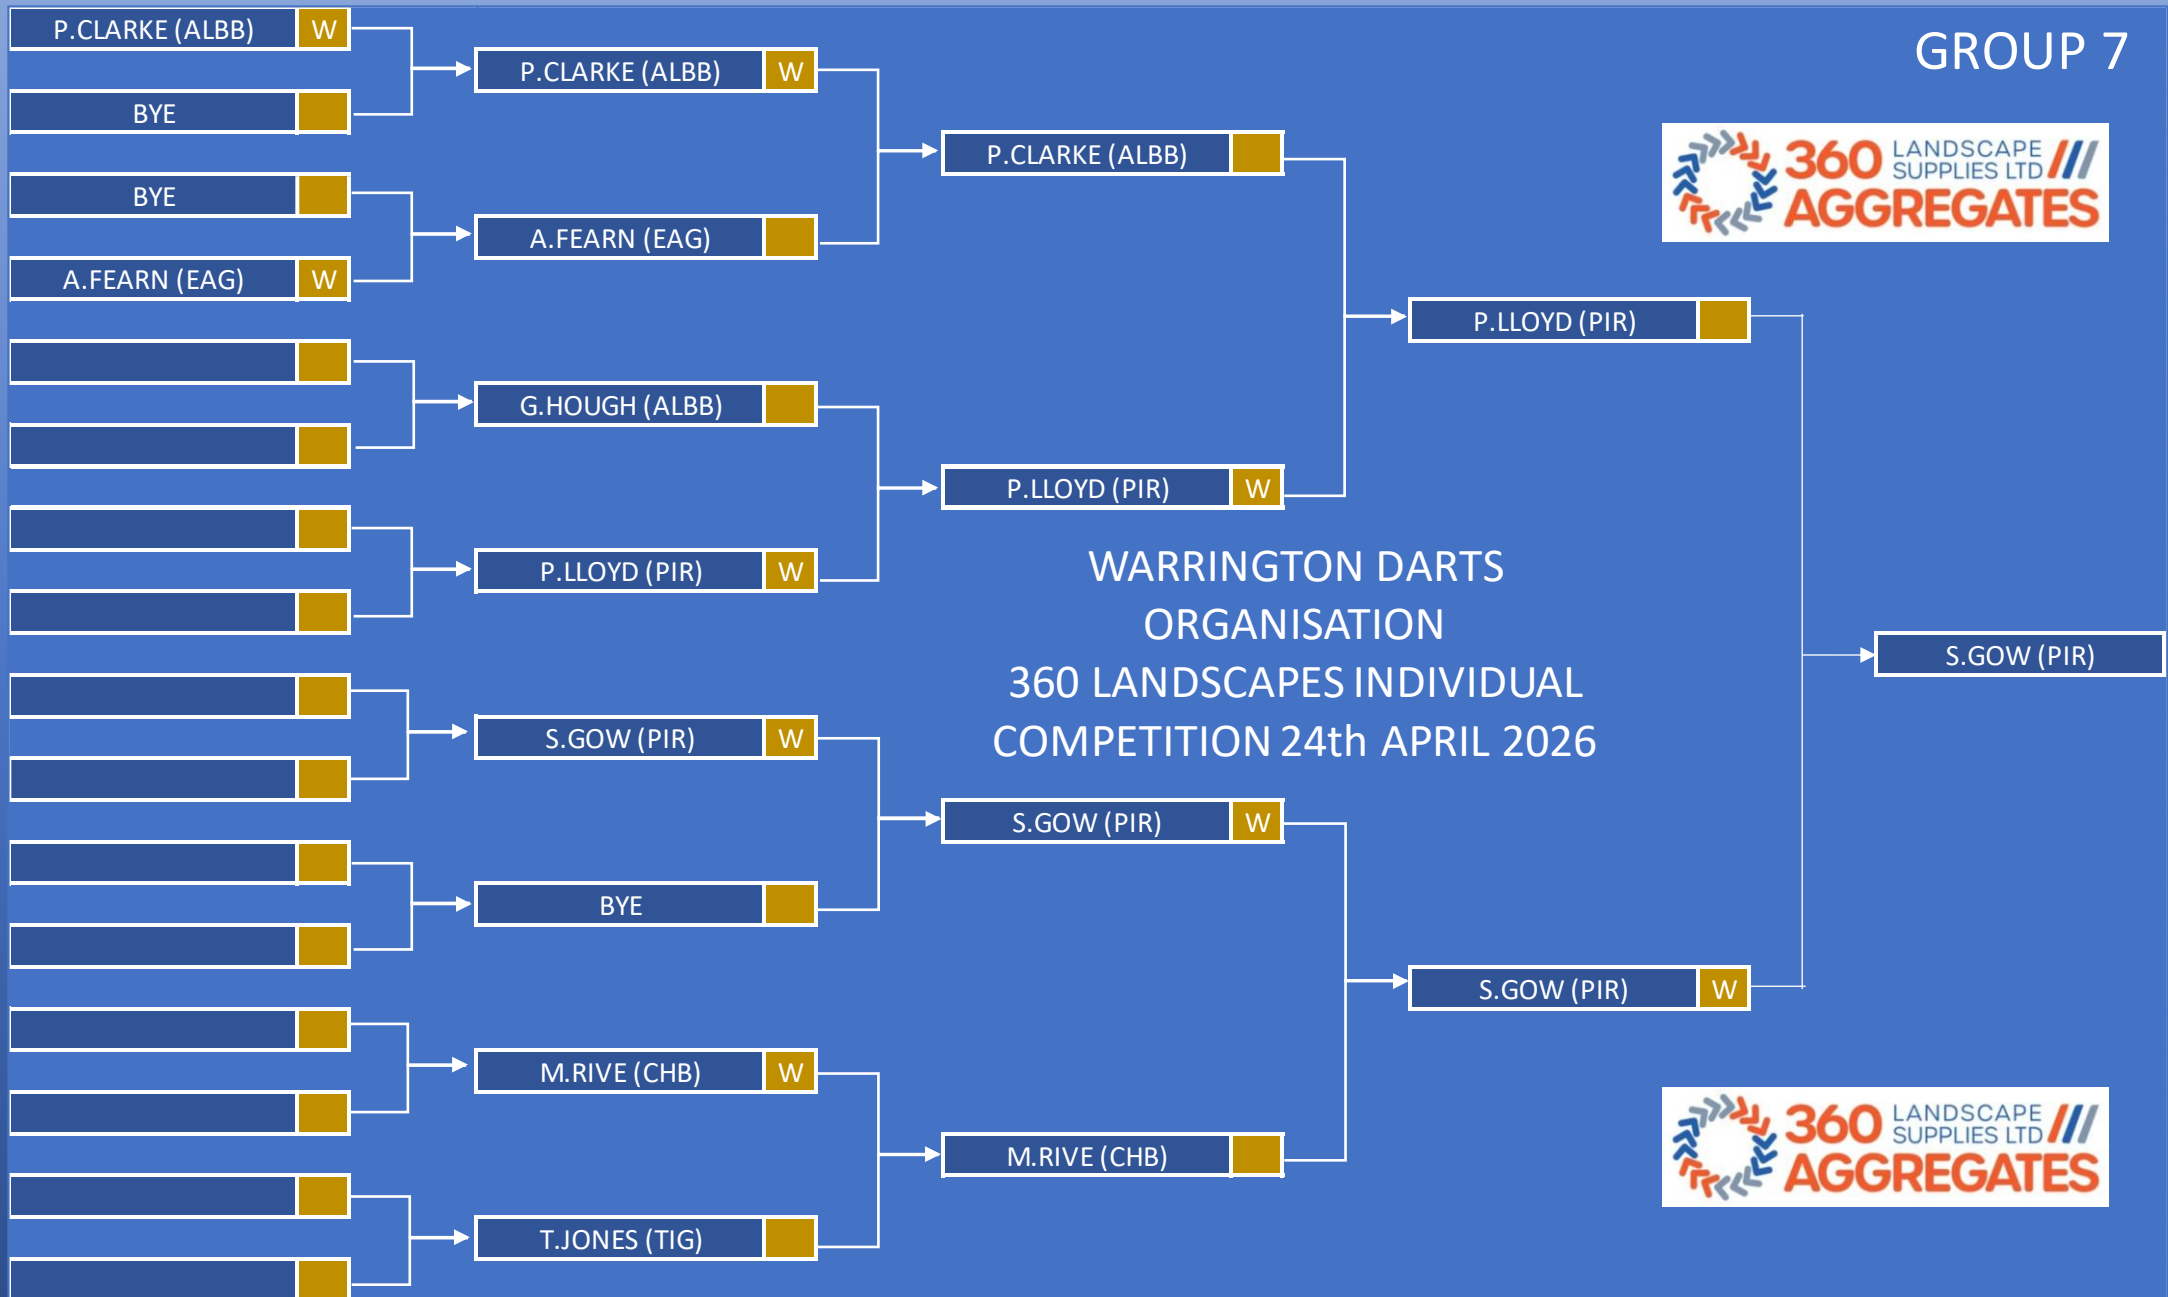 GROUP 7
P.CLARKE (ALBB) W
BYE
BYE
A.FEARN (EAG) W
P.CLARKE (ALBB) W
A.FEARN (EAG)
G.HOUGH (ALBB)
P.LLOYD (PIR) W
S.GOW (PIR) W
BYE
M.RIVE (CHB) W
T.JONES (TIG)
P.CLARKE (ALBB)
P.LLOYD (PIR) W
S.GOW (PIR) W
M.RIVE (CHB)
P.LLOYD (PIR)
S.GOW (PIR) W
S.GOW (PIR)
WARRINGTON DARTS
ORGANISATION
360 LANDSCAPES INDIVIDUAL
COMPETITION 24th APRIL 2026
360 LANDSCAPE
SUPPLIES LTD
AGGREGATES
360 LANDSCAPE
SUPPLIES LTD
AGGREGATES